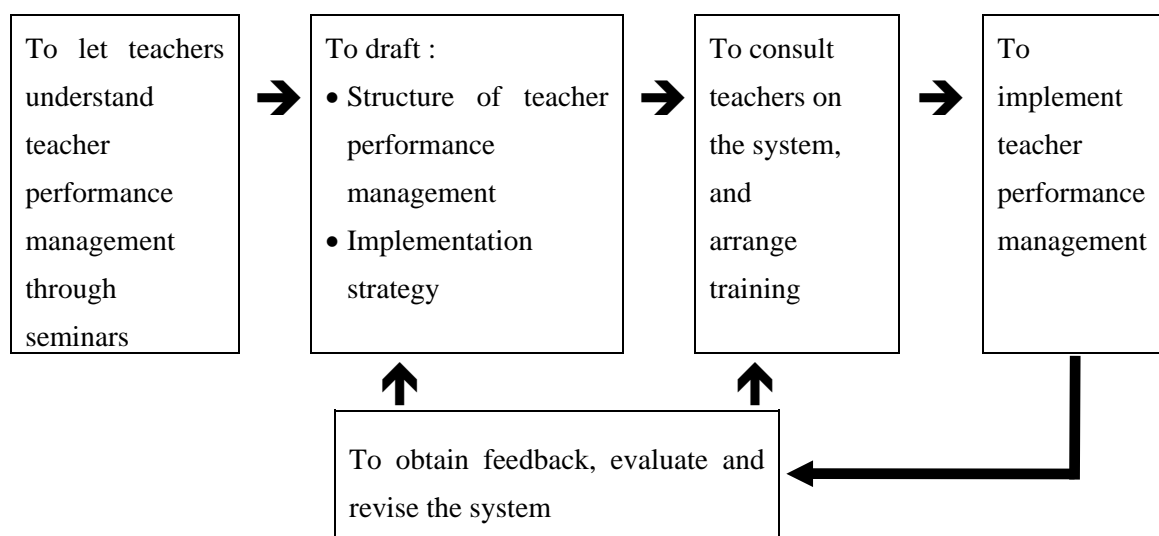 To let teachers
understand
teacher
performance
management
through
seminars
To draft :
• Structure of teacher
performance
management
• Implementation
strategy
To consult
teachers on
the system,
and
arrange
training
To
implement
teacher
performance
management
To obtain feedback, evaluate and
revise the system